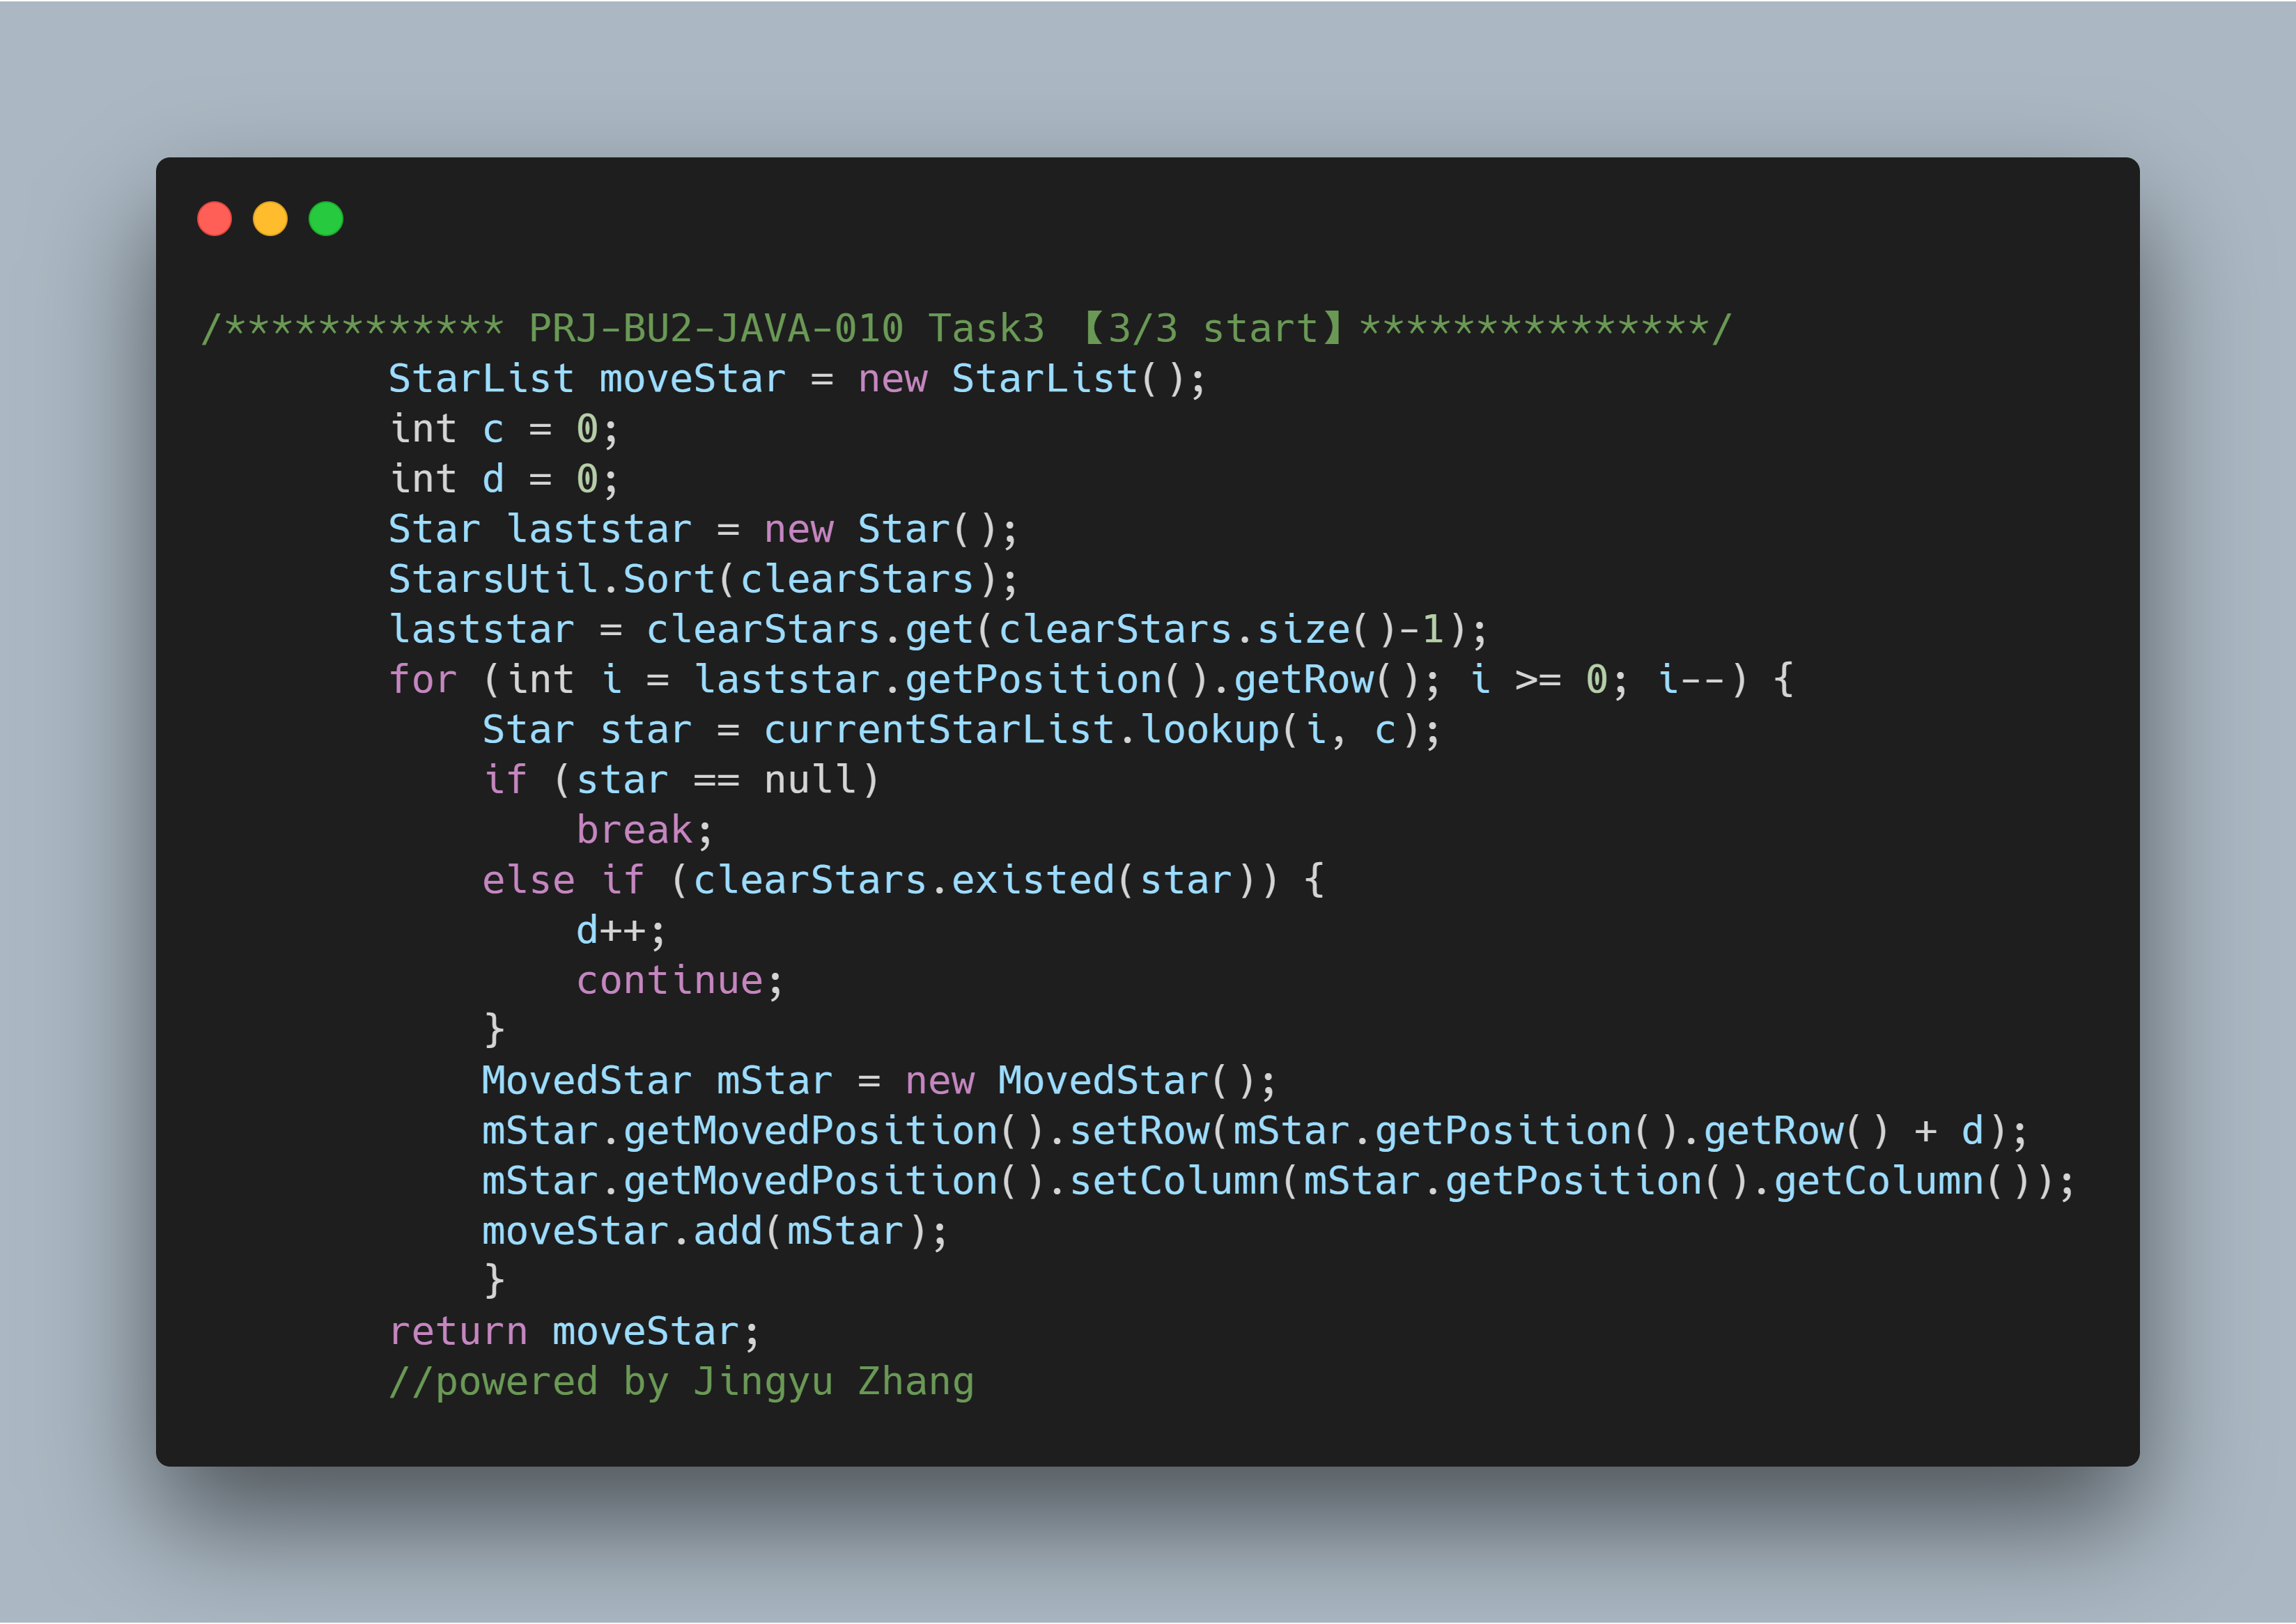 /************ PRJ-BU2-JAVA-010 Task3 【3/3 start】***************/
        StarList moveStar = new StarList();
        int c = 0;
        int d = 0;
        Star laststar = new Star();
        StarsUtil.Sort(clearStars);
        laststar = clearStars.get(clearStars.size()-1);
        for (int i = laststar.getPosition().getRow(); i >= 0; i--) {
            Star star = currentStarList.lookup(i, c);
            if (star == null)
                break;
            else if (clearStars.existed(star)) {
                d++;
                continue;
            }
            MovedStar mStar = new MovedStar();
            mStar.getMovedPosition().setRow(mStar.getPosition().getRow() + d);
            mStar.getMovedPosition().setColumn(mStar.getPosition().getColumn());
            moveStar.add(mStar);
            }
        return moveStar;
        //powered by Jingyu Zhang